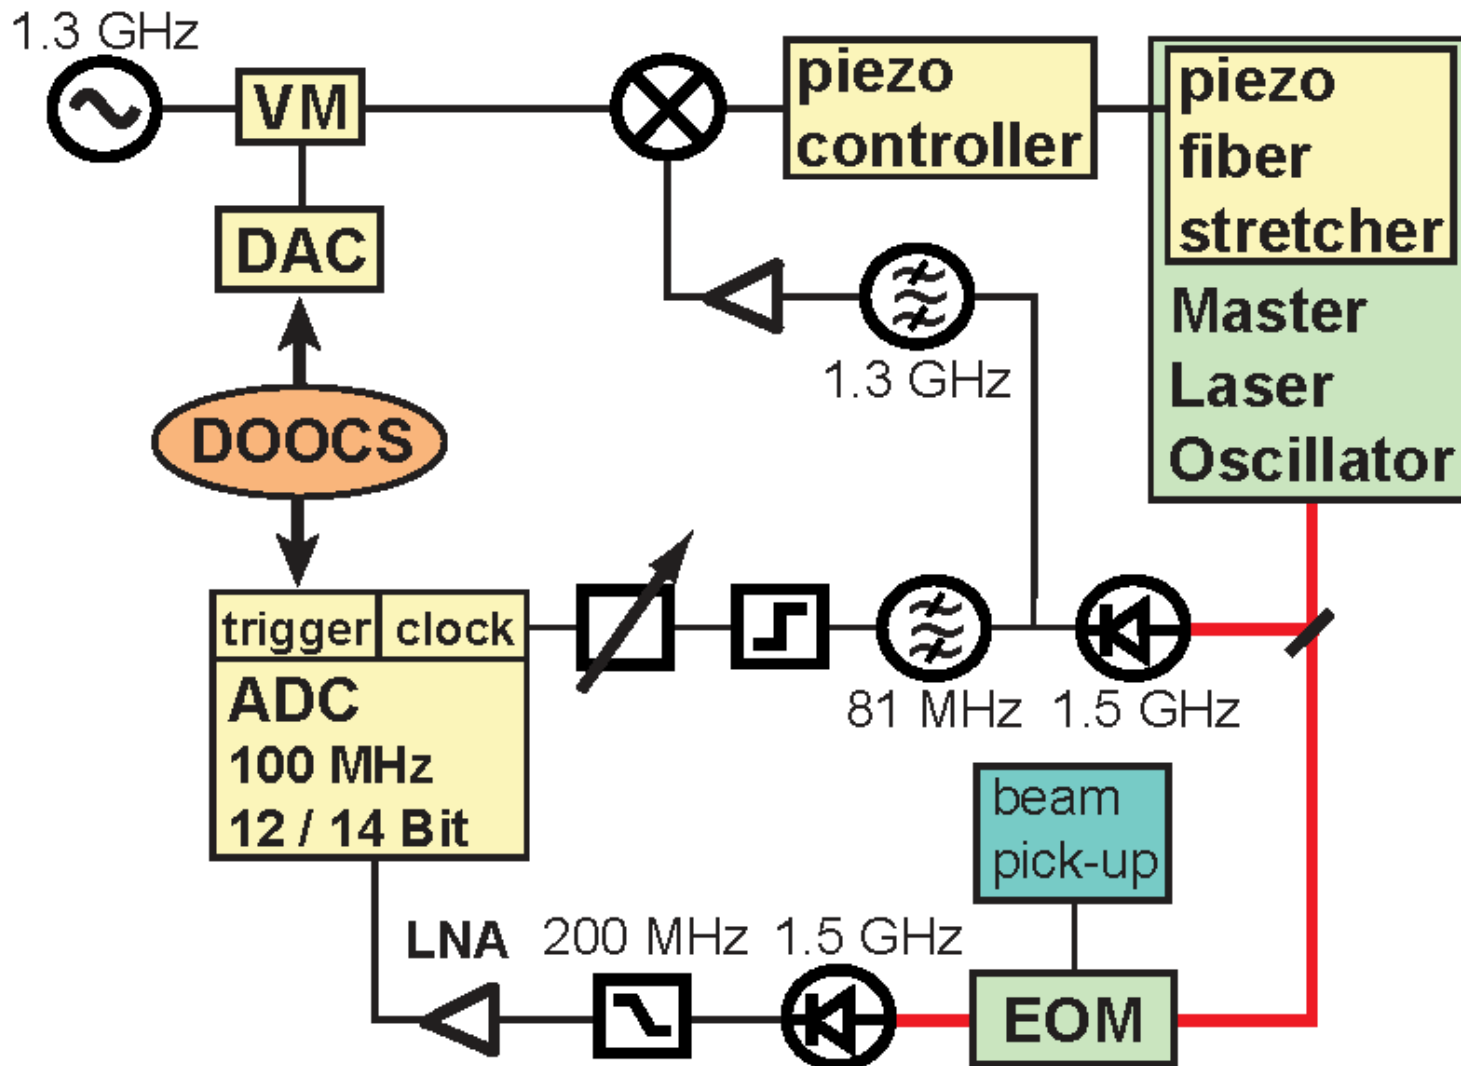 1.3 GHz
VM
piezo
controller
piezo
fiber
stretcher
DAC
Master
Laser
Oscillator
1.3 GHz
DOOCS
trigger
clock
ADC
100 MHz
12 / 14 Bit
81 MHz
1.5 GHz
beam
pick-up
LNA
200 MHz
1.5 GHz
EOM